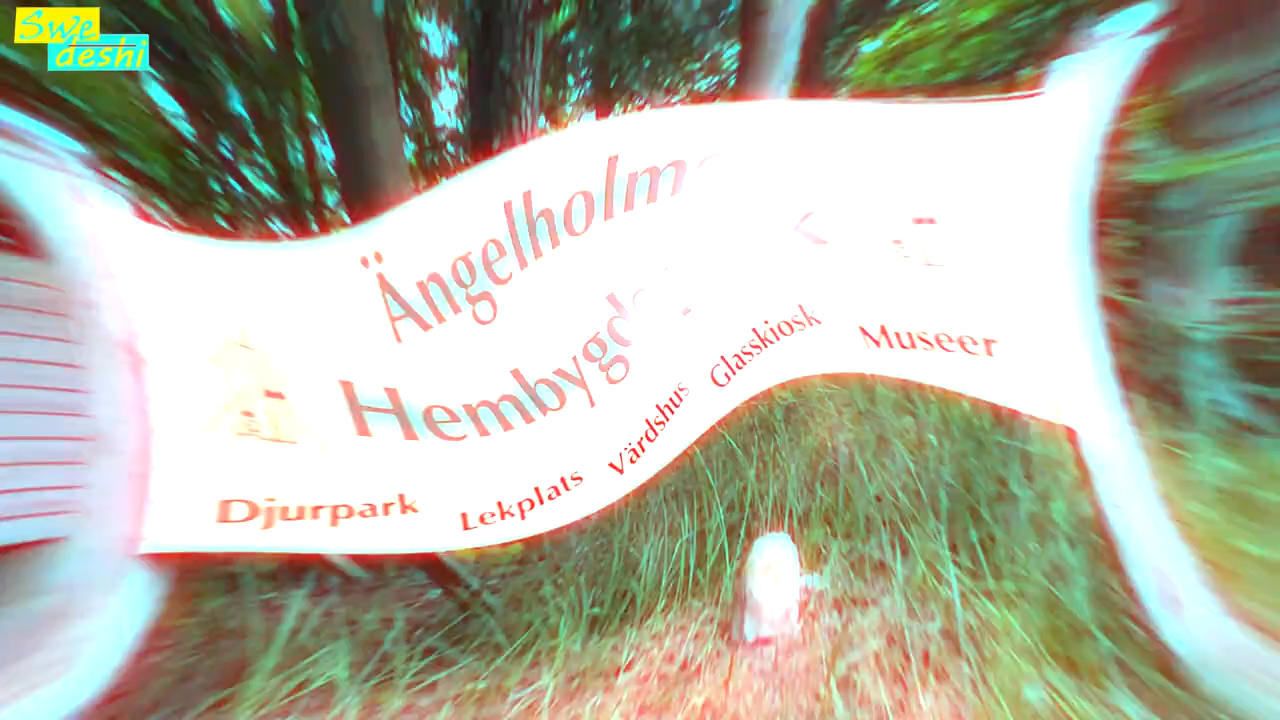 Swe
deshi
Ängelholm
Hembygd
Djurpark Lekplats Värdshus Glasskiosk Museer